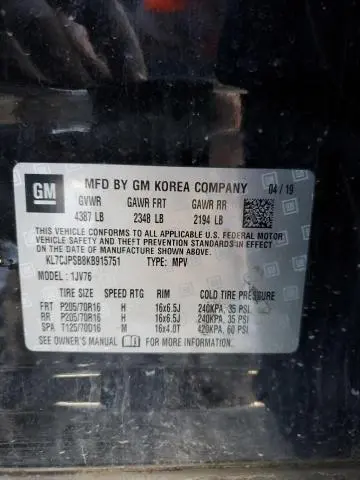 GM MFD BY GM KOREA COMPANY 04 / 19
GVWR GAWR FRT GAWR RR
4387 LB 2348 LB 2194 LB
THIS VEHICLE CONFORMS TO ALL APPLICABLE U.S. FEDERAL MOTOR
VEHICLE SAFETY, BUMPER, AND THEFT PREVENTION STANDARDS
IN EFFECT ON THE DATE OF MANUFACTURE SHOWN ABOVE.
KL7CJPSB8KB915751 TYPE: MPV
MODEL: 1JV76
TIRE SIZE SPEED RTG RIM COLD TIRE PRESSURE
FRT P205/70R16 H 16x6.5J 240KPA, 35 PSI
RR P205/70R16 H 16x6.5J 240KPA, 35 PSI
SPA T125/70D16 M 16x4.0T 420KPA, 60 PSI
SEE OWNER'S MANUAL FOR MORE INFORMATION.